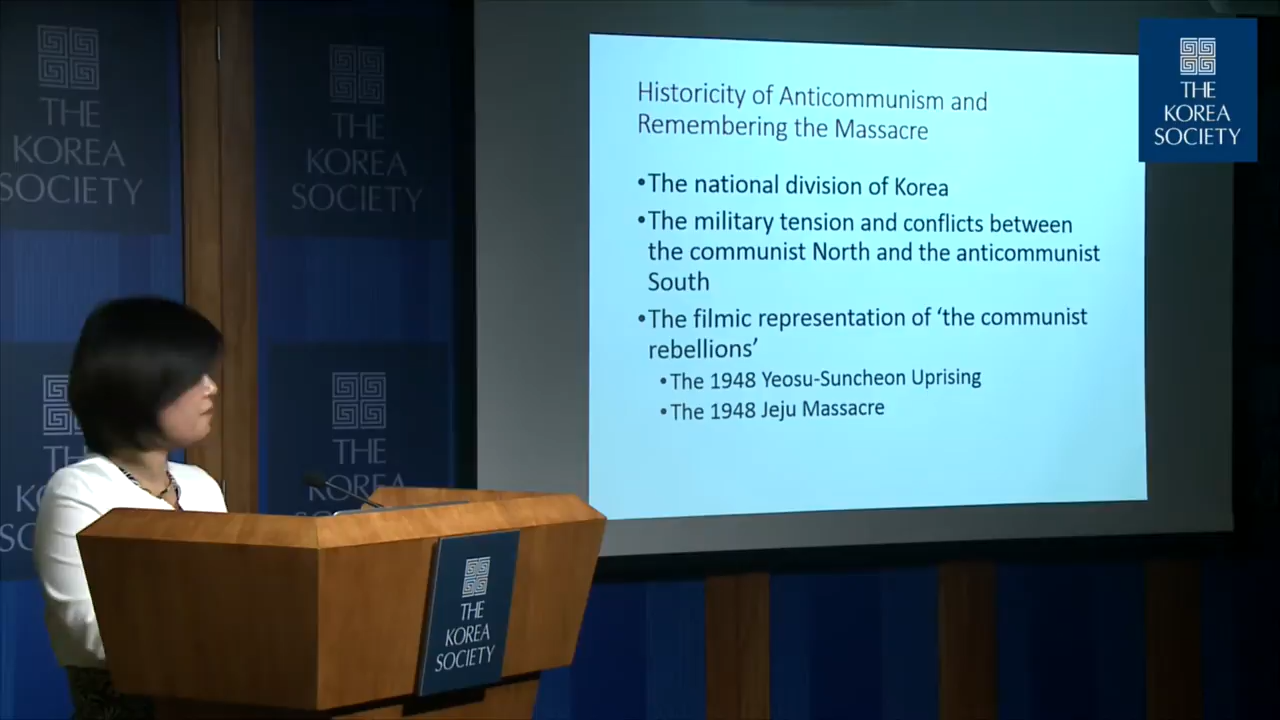 THE
KOREA
SOCIETY
THE
KOREA
SOCIETY
Historicity of Anticommunism and
Remembering the Massacre
•The national division of Korea
•The military tension and conflicts between
the communist North and the anticommunist
South
•The filmic representation of ‘the communist
rebellions’
•The 1948 Yeosu-Suncheon Uprising
•The 1948 Jeju Massacre
THE
KOREA
SOCIETY
THE
KOREA
THE
KOREA
SOCIETY